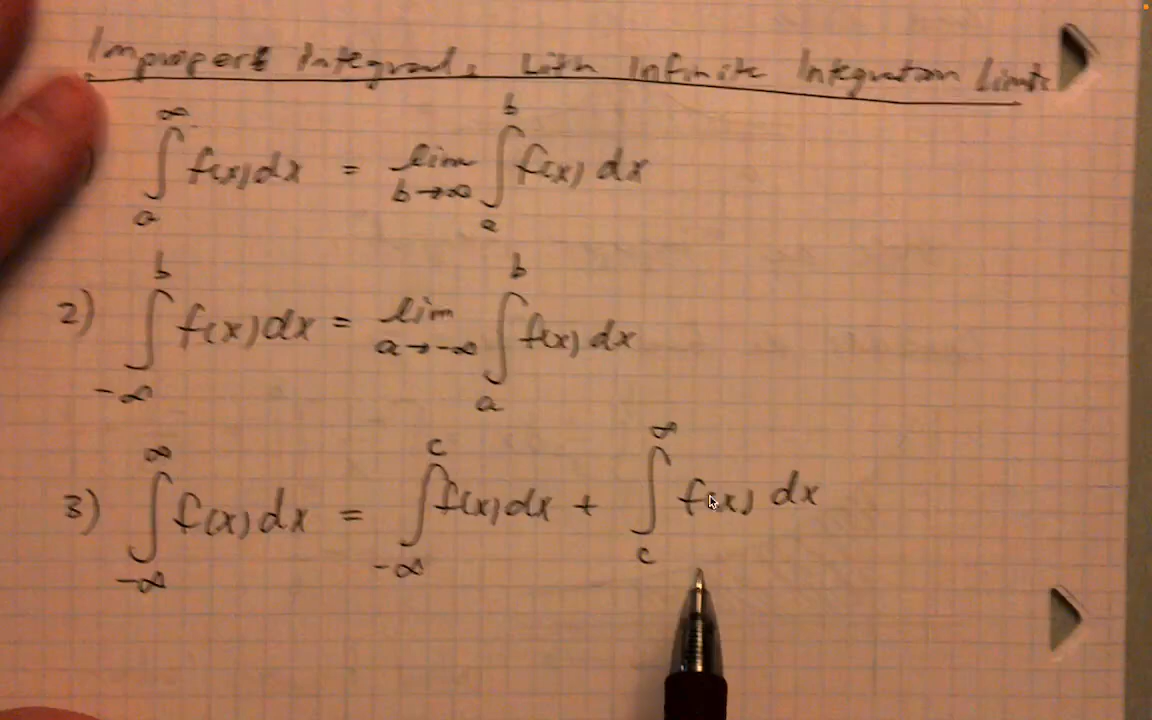 Improper Integrals with Infinite Integration Limits
∫_a^∞ f(x)dx = lim_{b→∞} ∫_a^b f(x) dx
2) ∫_{-∞}^b f(x)dx = lim_{a→-∞} ∫_a^b f(x) dx
3) ∫_{-∞}^∞ f(x)dx = ∫_{-∞}^c f(x)dx + ∫_c^∞ f(x) dx